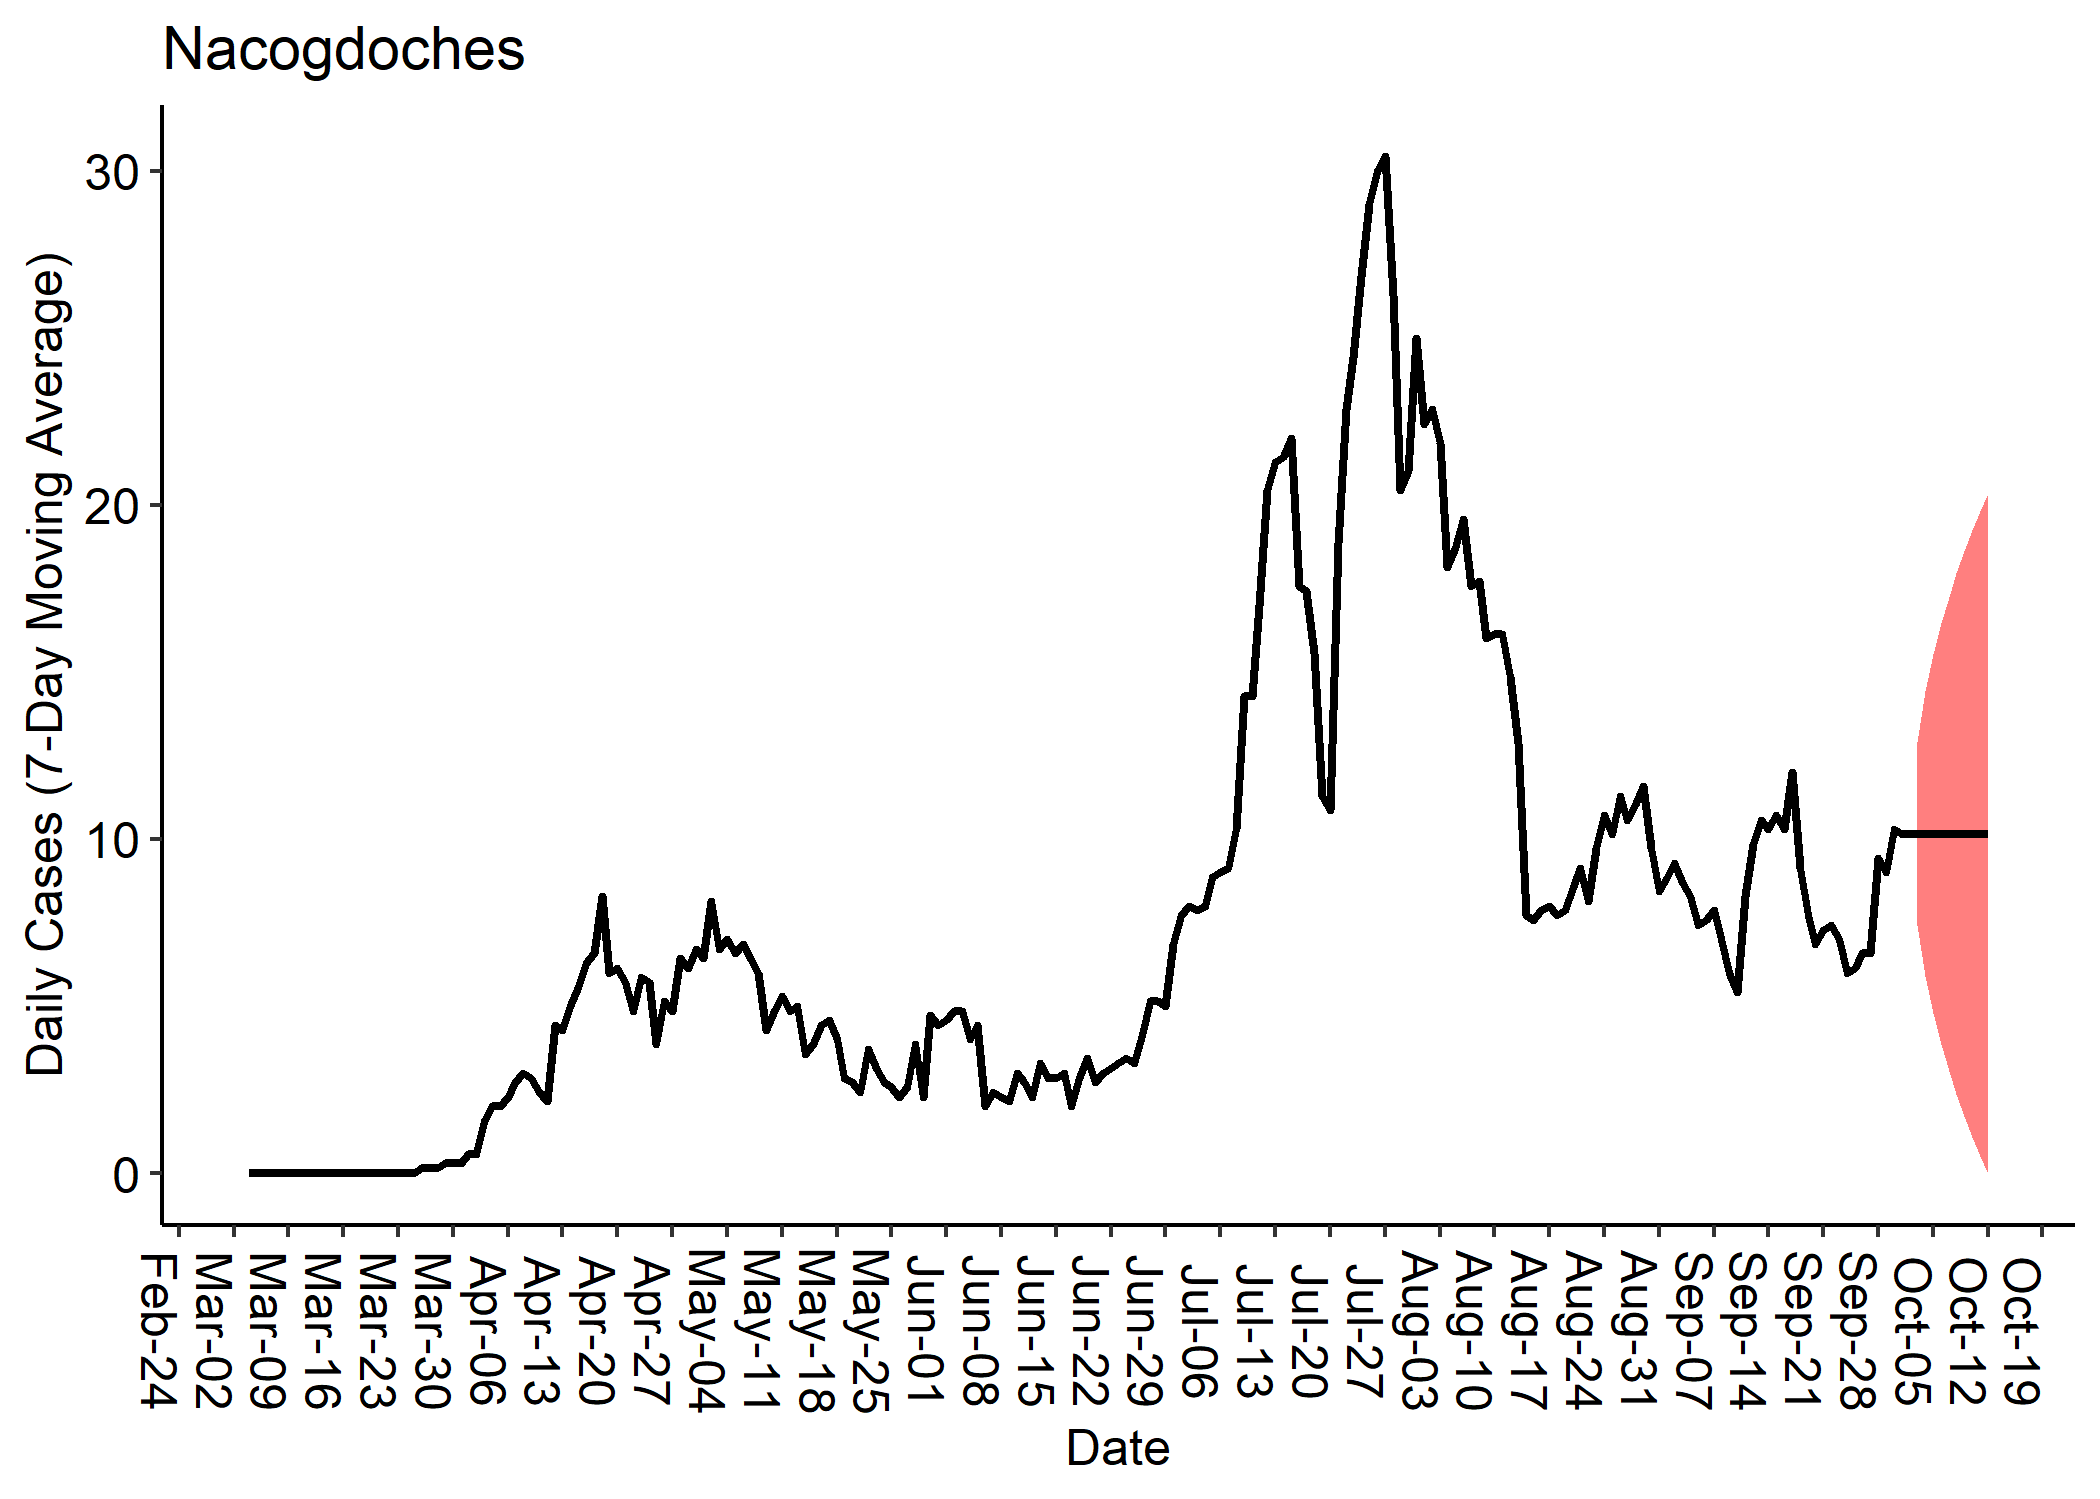 Nacogdoches
Daily Cases (7-Day Moving Average)
30
20
10
0
Feb-24
Mar-02
Mar-09
Mar-16
Mar-23
Mar-30
Apr-06
Apr-13
Apr-20
Apr-27
May-04
May-11
May-18
May-25
Jun-01
Jun-08
Jun-15
Jun-22
Jun-29
Jul-06
Jul-13
Jul-20
Jul-27
Aug-03
Aug-10
Aug-17
Aug-24
Aug-31
Sep-07
Sep-14
Sep-21
Sep-28
Oct-05
Oct-12
Oct-19
Date